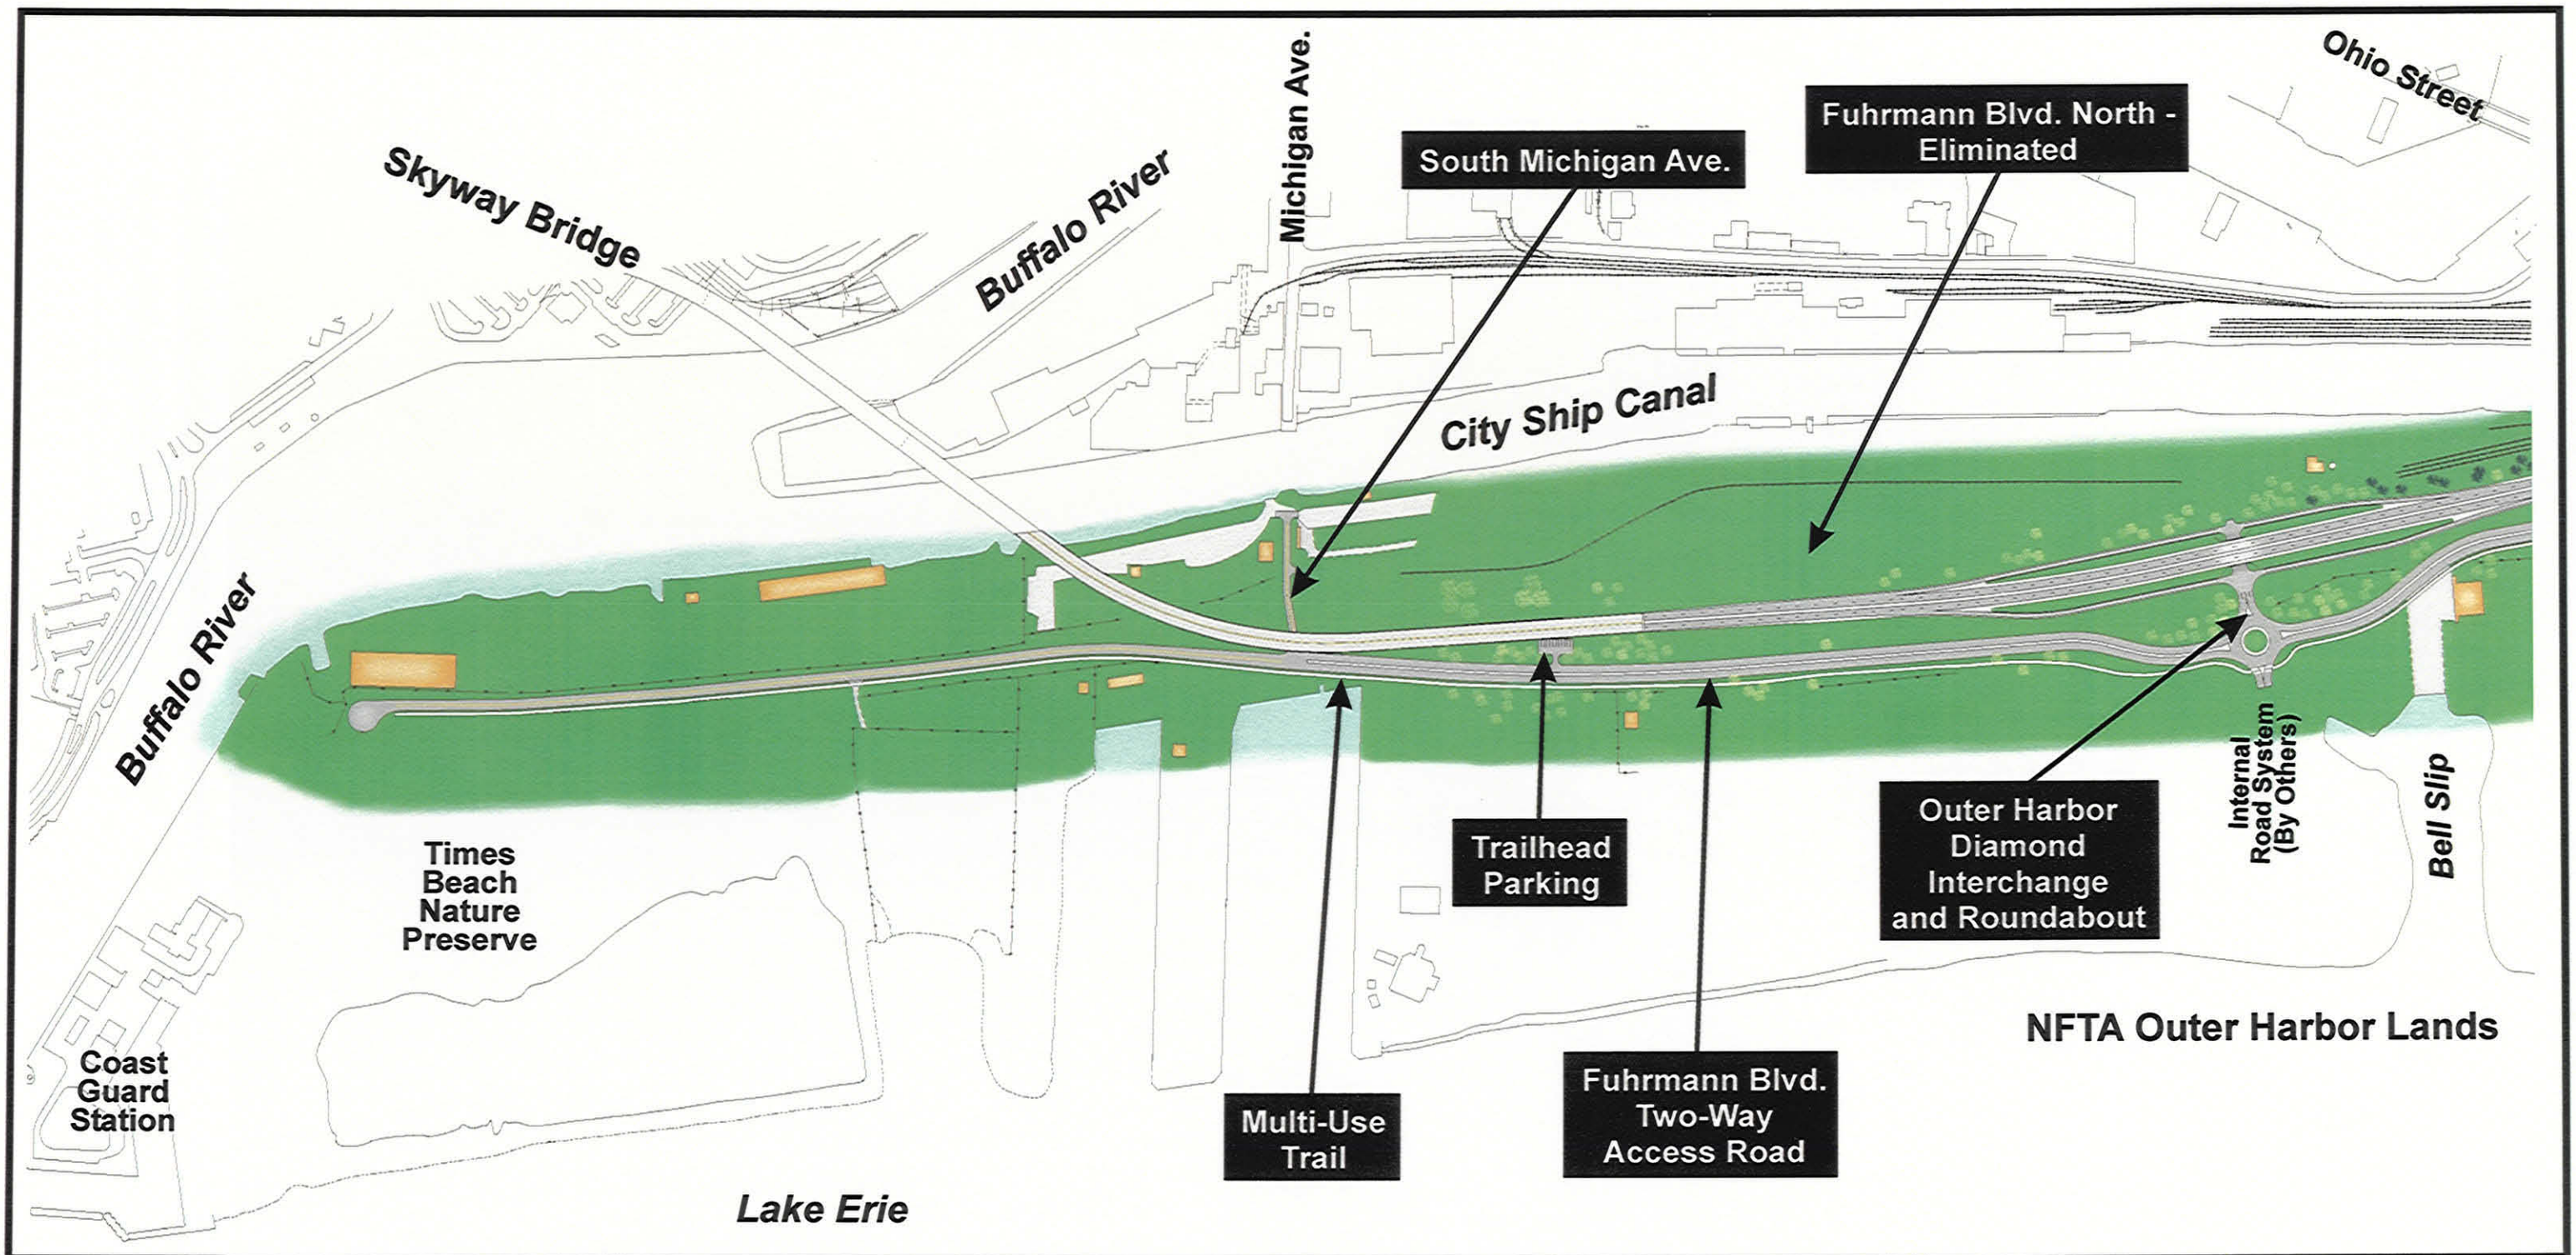 Ohio Street
Michigan Ave.
Fuhrmann Blvd. North -
Eliminated
South Michigan Ave.
Skyway Bridge
Buffalo River
City Ship Canal
Buffalo River
Internal
Road System
(By Others)
Bell Slip
Outer Harbor
Diamond
Interchange
and Roundabout
Trailhead
Parking
Times
Beach
Nature
Preserve
NFTA Outer Harbor Lands
Coast
Guard
Station
Fuhrmann Blvd.
Two-Way
Access Road
Multi-Use
Trail
Lake Erie